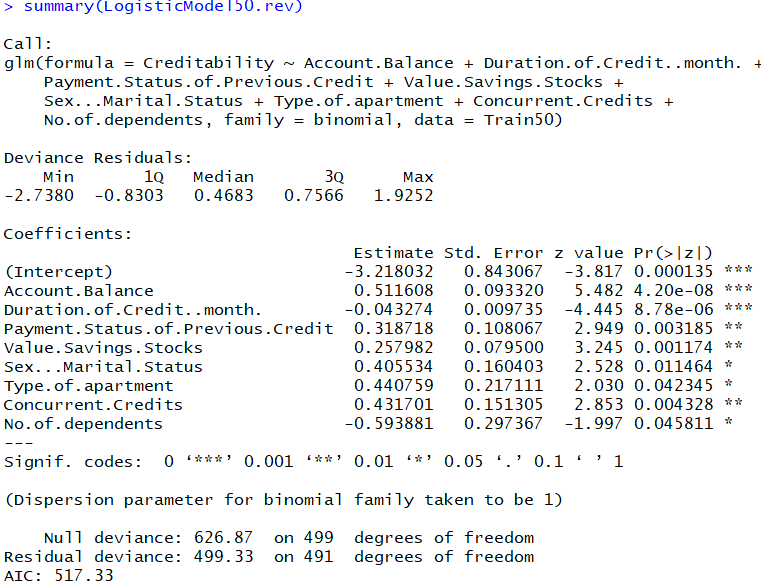 > summary(LogisticModel50.rev)
Call:
glm(formula = Creditability ~ Account.Balance + Duration.of.Credit..month. +
Payment.Status.of.Previous.Credit + Value.Savings.Stocks +
Sex...Marital.Status + Type.of.apartment + Concurrent.Credits +
No.of.dependents, family = binomial, data = Train50)
Deviance Residuals:
Min 1Q Median 3Q Max
-2.7380 -0.8303 0.4683 0.7566 1.9252
Coefficients:
Estimate Std. Error z value Pr(>|z|)
(Intercept) -3.218032 0.843067 -3.817 0.000135 ***
Account.Balance 0.511608 0.093320 5.482 4.20e-08 ***
Duration.of.Credit..month. -0.043274 0.009735 -4.445 8.78e-06 ***
Payment.Status.of.Previous.Credit 0.318718 0.108067 2.949 0.003185 **
Value.Savings.Stocks 0.257982 0.079500 3.245 0.001174 **
Sex...Marital.Status 0.405534 0.160403 2.528 0.011464 *
Type.of.apartment 0.440759 0.217111 2.030 0.042345 *
Concurrent.Credits 0.431701 0.151305 2.853 0.004328 **
No.of.dependents -0.593881 0.297367 -1.997 0.045811 *
---
Signif. codes: 0 ‘***’ 0.001 ‘**’ 0.01 ‘*’ 0.05 ‘.’ 0.1 ‘ ’ 1
(Dispersion parameter for binomial family taken to be 1)
Null deviance: 626.87 on 499 degrees of freedom
Residual deviance: 499.33 on 491 degrees of freedom
AIC: 517.33